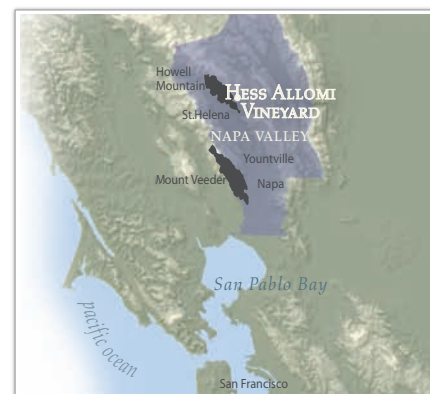 Howell
Mountain
HESS ALLOMI
VINEYARD
St.Helena
NAPA VALLEY
Yountville
Mount Veeder
Napa
San Pablo Bay
pacific ocean
San Francisco